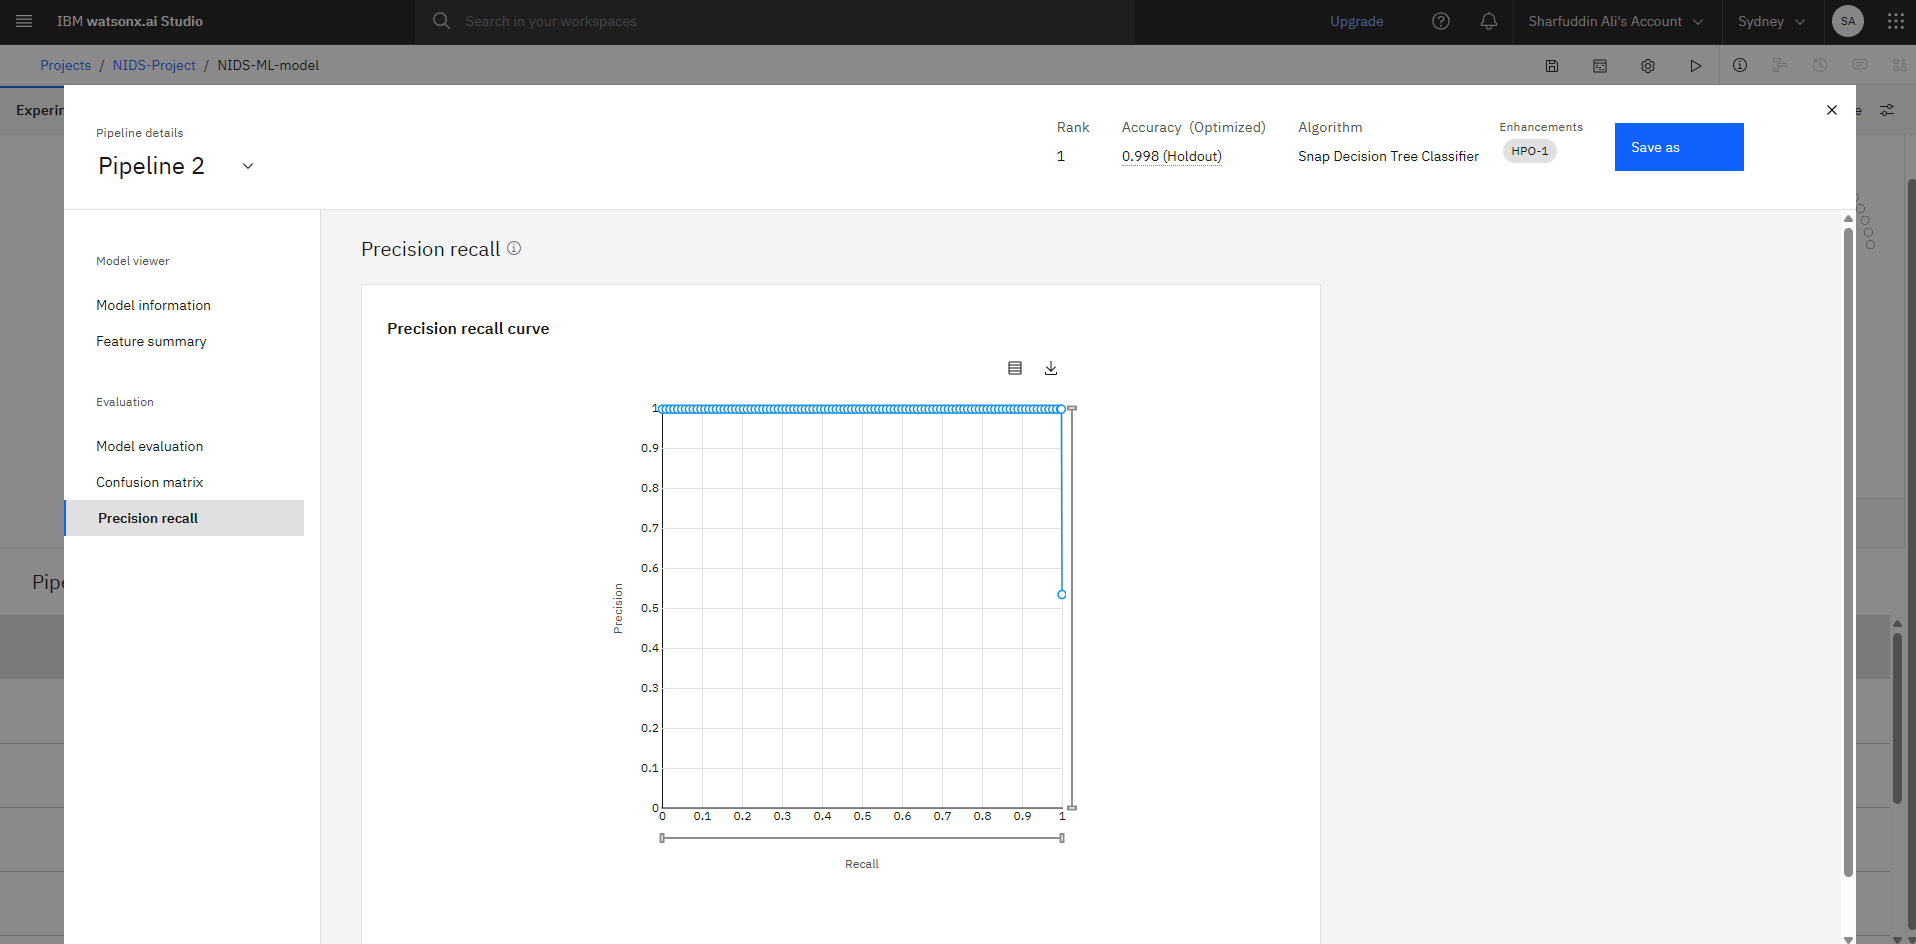 IBM watsonx.ai Studio
Search in your workspaces
Upgrade
Sharfuddin Ali's Account
Sydney
SA
Projects / NIDS-Project / NIDS-ML-model
Pipeline details
Pipeline 2
Rank
1
Accuracy (Optimized)
0.998 (Holdout)
Algorithm
Snap Decision Tree Classifier
Enhancements
HPO-1
Save as
Model viewer
Model information
Feature summary
Evaluation
Model evaluation
Confusion matrix
Precision recall
Precision recall
Precision recall curve
1
0.9
0.8
0.7
0.6
0.5
0.4
0.3
0.2
0.1
0
Precision
0 0.1 0.2 0.3 0.4 0.5 0.6 0.7 0.8 0.9 1
Recall